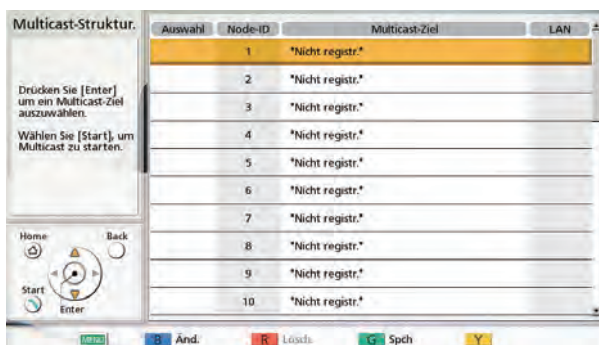 Multicast-Struktur.
Auswahl Node-ID Multicast-Ziel LAN
Drücken Sie [Enter]
um ein Multicast-Ziel
auszuwählen.
Wählen Sie [Start], um
Multicast zu starten.
1 *Nicht registr.*
2 *Nicht registr.*
3 *Nicht registr.*
4 *Nicht registr.*
5 *Nicht registr.*
6 *Nicht registr.*
7 *Nicht registr.*
8 *Nicht registr.*
9 *Nicht registr.*
10 *Nicht registr.*
Home Back
Start
Enter
MENU B Änd. R Lösch. G Spch Y